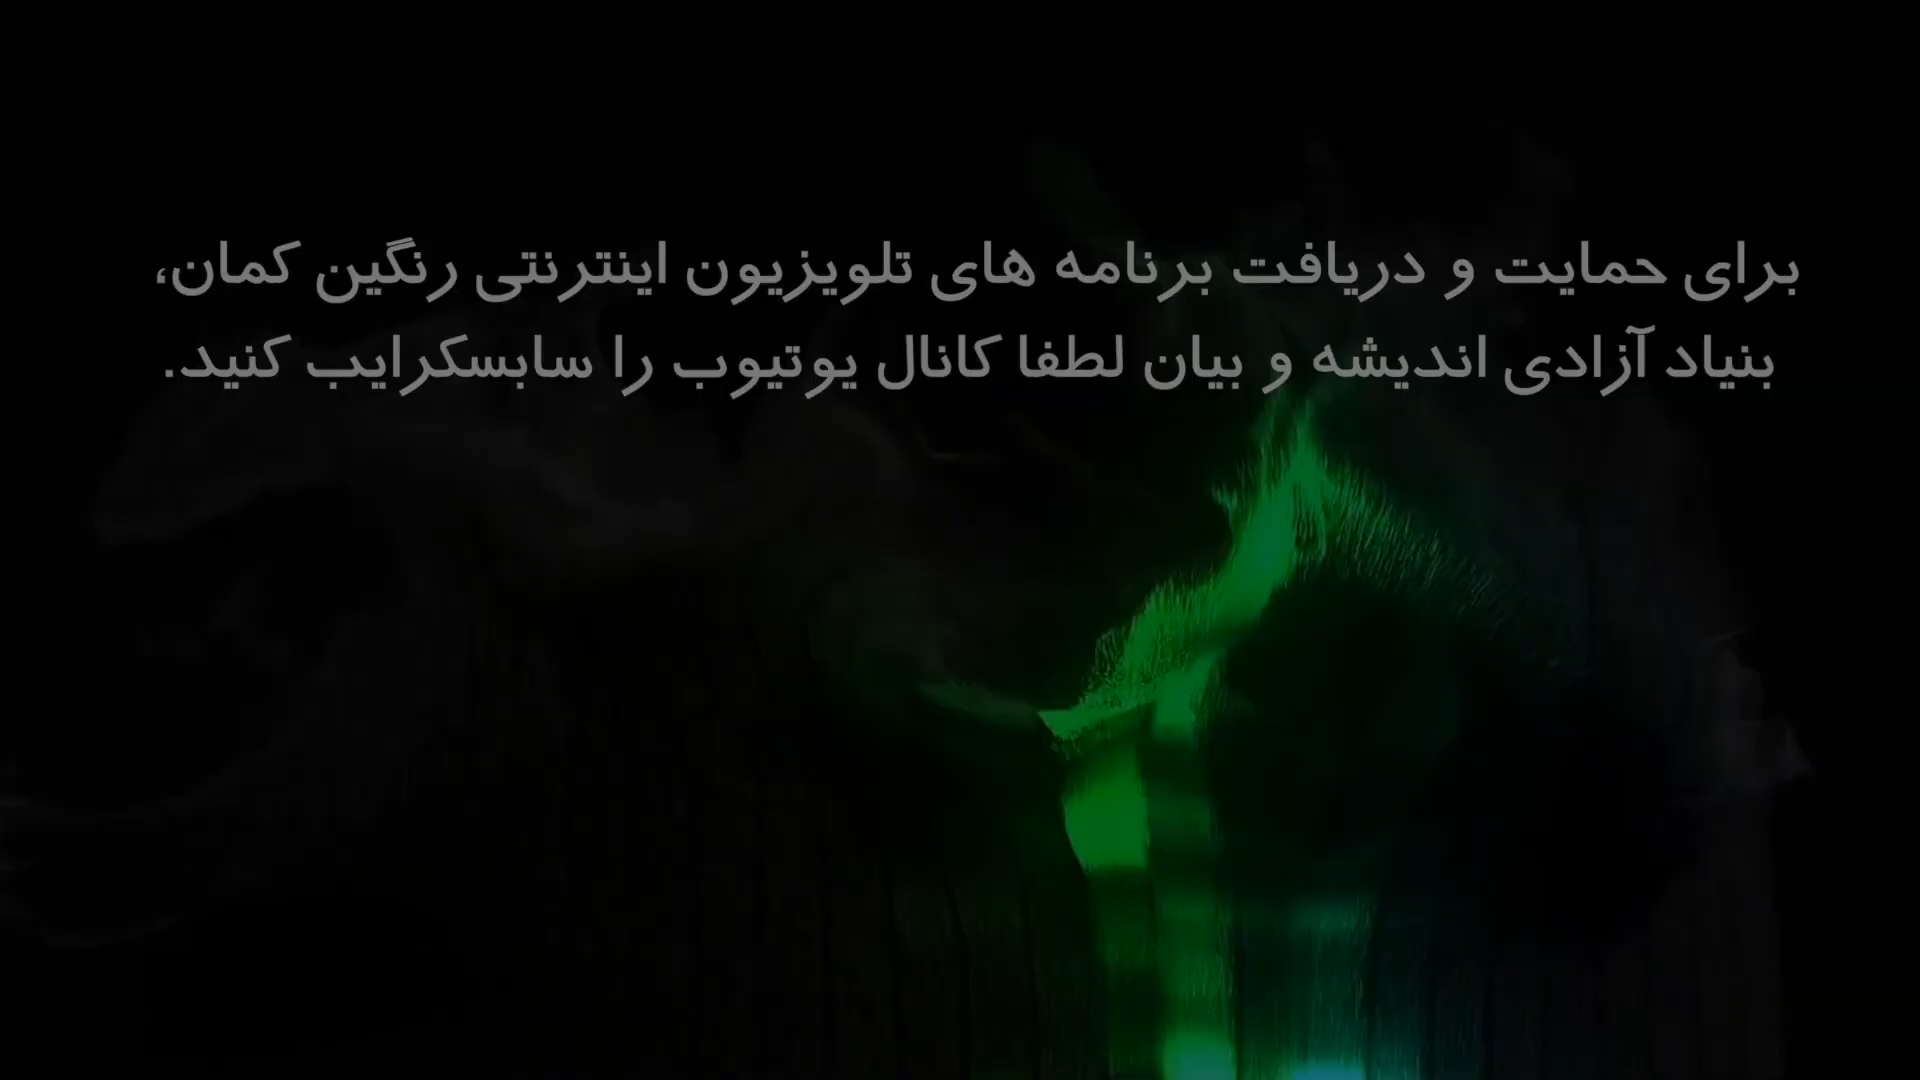 برای حمایت و دریافت برنامه های تلویزیون اینترنتی رنگین کمان،
بنیاد آزادی اندیشه و بیان لطفا کانال یوتیوب را سابسکرایب کنید.